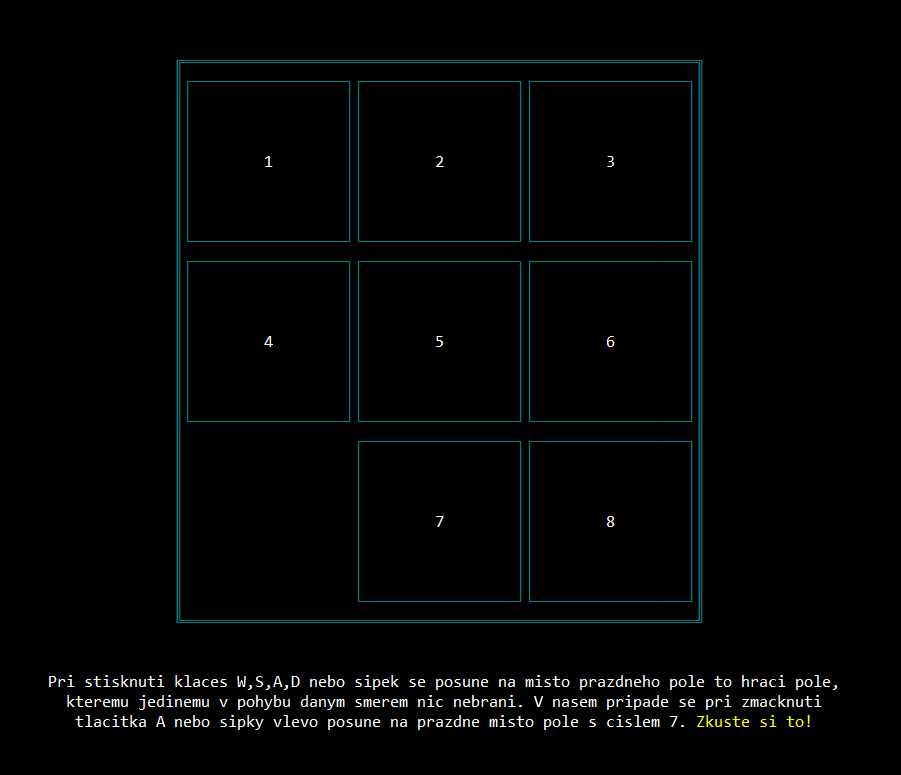 1 2 3
4 5 6
7 8
Pri stisknuti klaces W,S,A,D nebo sipek se posune na misto prazdneho pole to hraci pole,
kteremu jedinemu v pohybu danym smerem nic nebrani. V nasem pripade se pri zmacknuti
tlacitka A nebo sipky vlevo posune na prazdne misto pole s cislem 7. Zkuste si to!